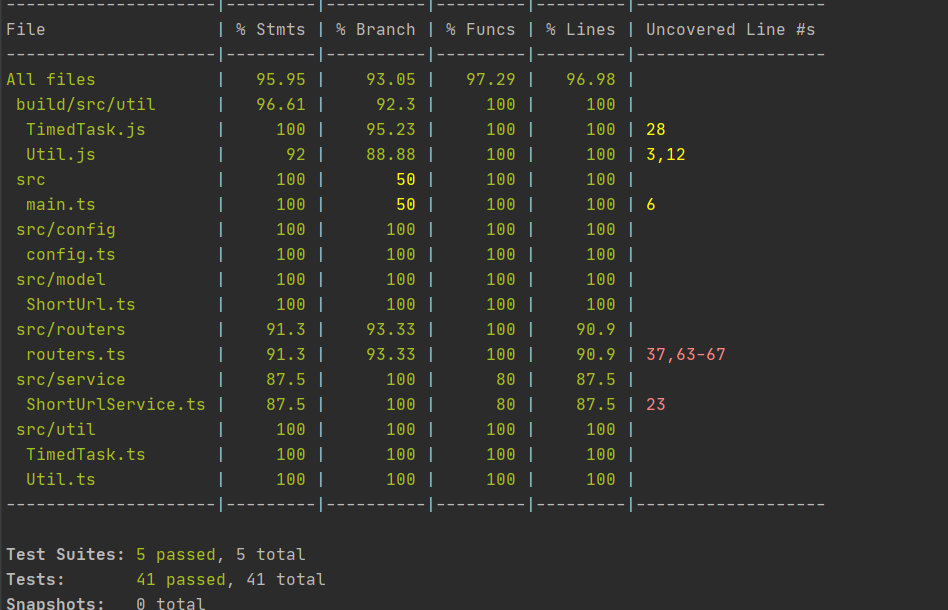 ----------------------|---------|----------|---------|---------|-------------------
File                  | % Stmts | % Branch | % Funcs | % Lines | Uncovered Line #s
----------------------|---------|----------|---------|---------|-------------------
All files             |   95.95 |    93.05 |   97.29 |   96.98 |
 build/src/util       |   96.61 |     92.3 |     100 |     100 |
  TimedTask.js        |     100 |    95.23 |     100 |     100 | 28
  Util.js             |      92 |    88.88 |     100 |     100 | 3,12
 src                  |     100 |       50 |     100 |     100 |
  main.ts             |     100 |       50 |     100 |     100 | 6
 src/config           |     100 |      100 |     100 |     100 |
  config.ts           |     100 |      100 |     100 |     100 |
 src/model            |     100 |      100 |     100 |     100 |
  ShortUrl.ts         |     100 |      100 |     100 |     100 |
 src/routers          |    91.3 |    93.33 |     100 |    90.9 |
  routers.ts          |    91.3 |    93.33 |     100 |    90.9 | 37,63-67
 src/service          |    87.5 |      100 |      80 |    87.5 |
  ShortUrlService.ts  |    87.5 |      100 |      80 |    87.5 | 23
 src/util             |     100 |      100 |     100 |     100 |
  TimedTask.ts        |     100 |      100 |     100 |     100 |
  Util.ts             |     100 |      100 |     100 |     100 |
----------------------|---------|----------|---------|---------|-------------------
Test Suites: 5 passed, 5 total
Tests:       41 passed, 41 total
Snapshots:   0 total